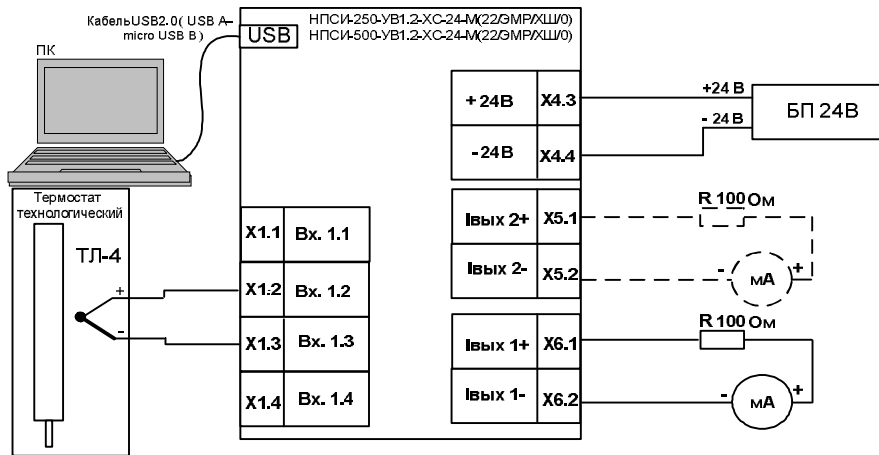 Кабель USB2.0( USB A–
micro USB B )
ПК
USB
НПСИ-250-УВ1.2-ХС-24-М(22/ЭМР/ХШ/0)
НПСИ-500-УВ1.2-ХС-24-М(22/ЭМР/ХШ/0)
+ 24В
X4.3
- 24В
X4.4
+24 В
- 24 В
БП 24В
Термостат
технологический
ТЛ-4
+
-
X1.1
Вх. 1.1
X1.2
Вх. 1.2
X1.3
Вх. 1.3
X1.4
Вх. 1.4
Iвых 2+
X5.1
Iвых 2-
X5.2
R 100 Ом
-
мА
+
Iвых 1+
X6.1
Iвых 1-
X6.2
R 100 Ом
-
мА
+